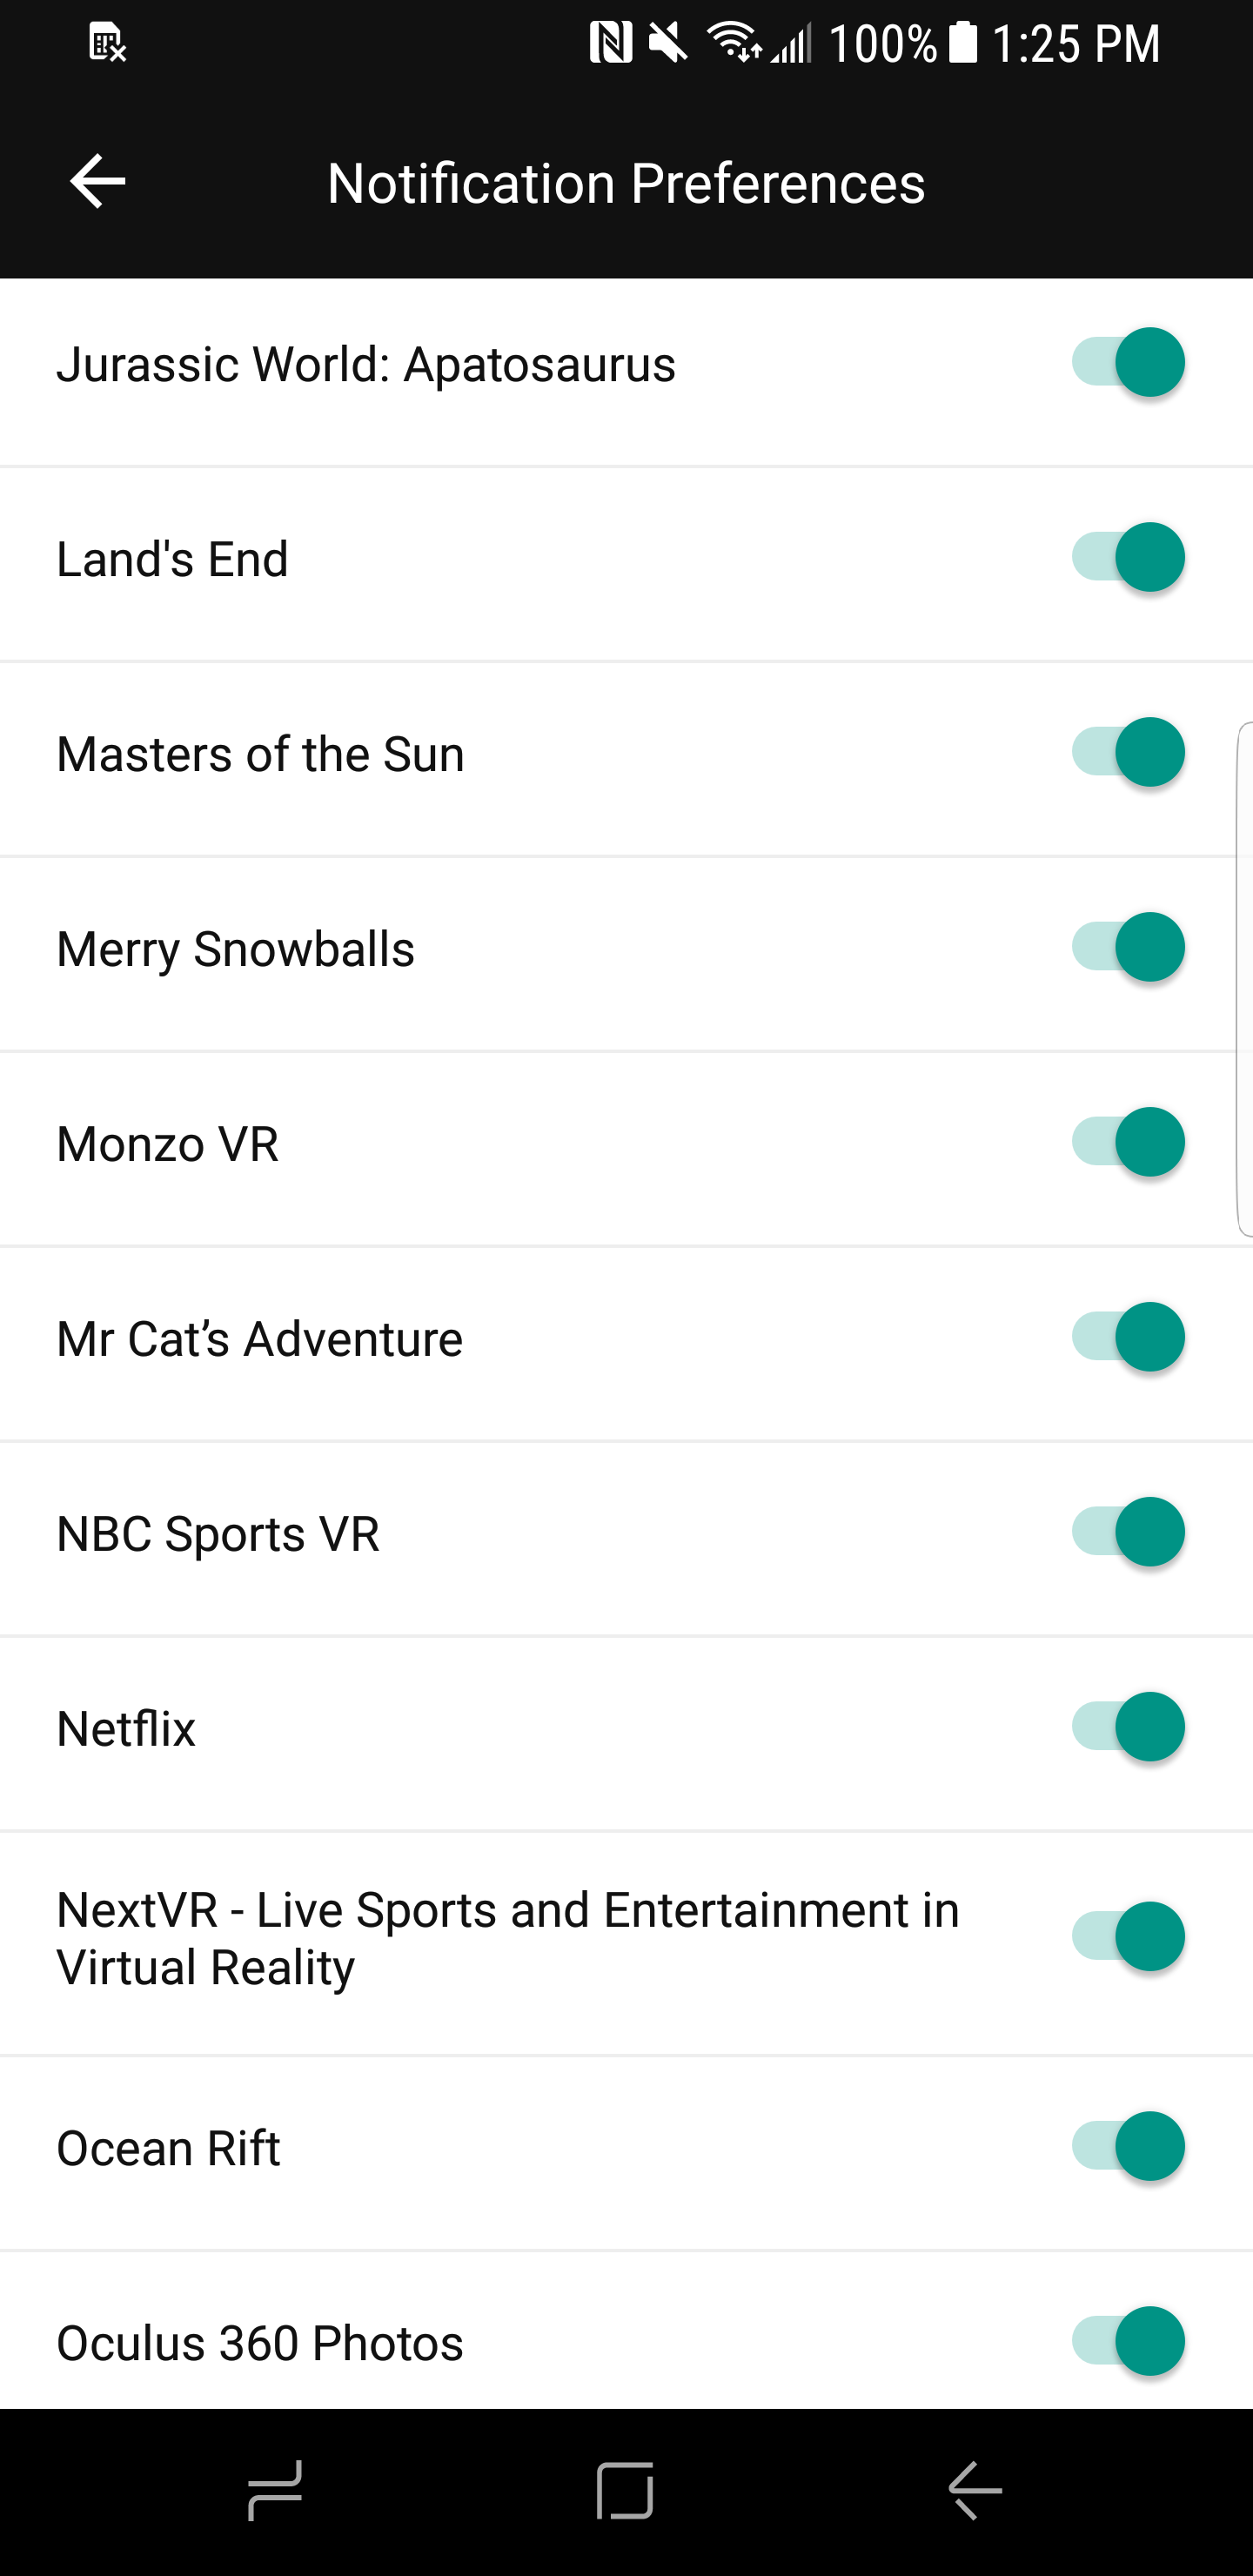 100% 1:25 PM
Notification Preferences
Jurassic World: Apatosaurus
Land's End
Masters of the Sun
Merry Snowballs
Monzo VR
Mr Cat’s Adventure
NBC Sports VR
Netflix
NextVR - Live Sports and Entertainment in
Virtual Reality
Ocean Rift
Oculus 360 Photos